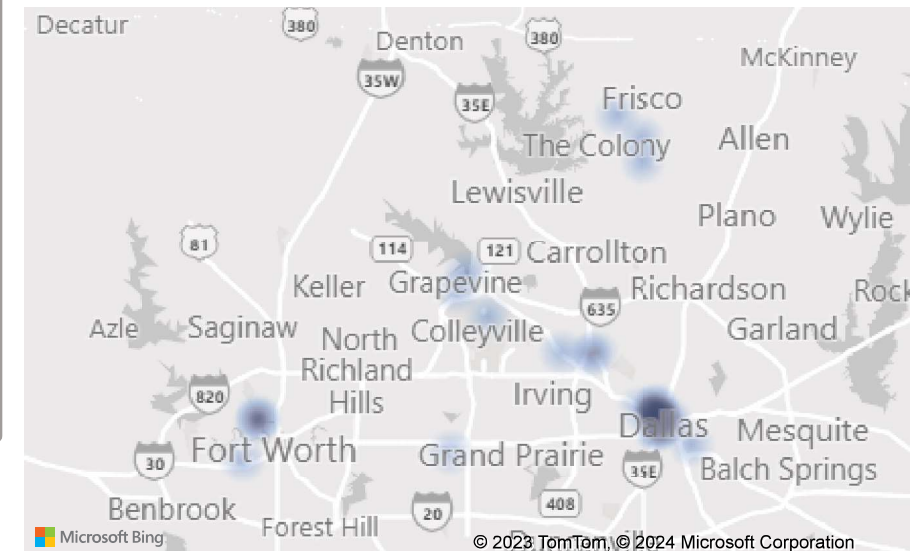 Decatur
380
Denton
380
McKinney
35W
35E
Frisco
The Colony
Allen
Lewisville
Plano
Wylie
81
114
121
Carrollton
Keller
Grapevine
635
Richardson
Azle
Saginaw
North
Richland
Hills
Colleyville
Garland
820
Irving
Dallas
Mesquite
30
Fort Worth
Grand Prairie
35E
Balch Springs
Benbrook
Forest Hill
20
408
Microsoft Bing
© 2023 TomTom, © 2024 Microsoft Corporation